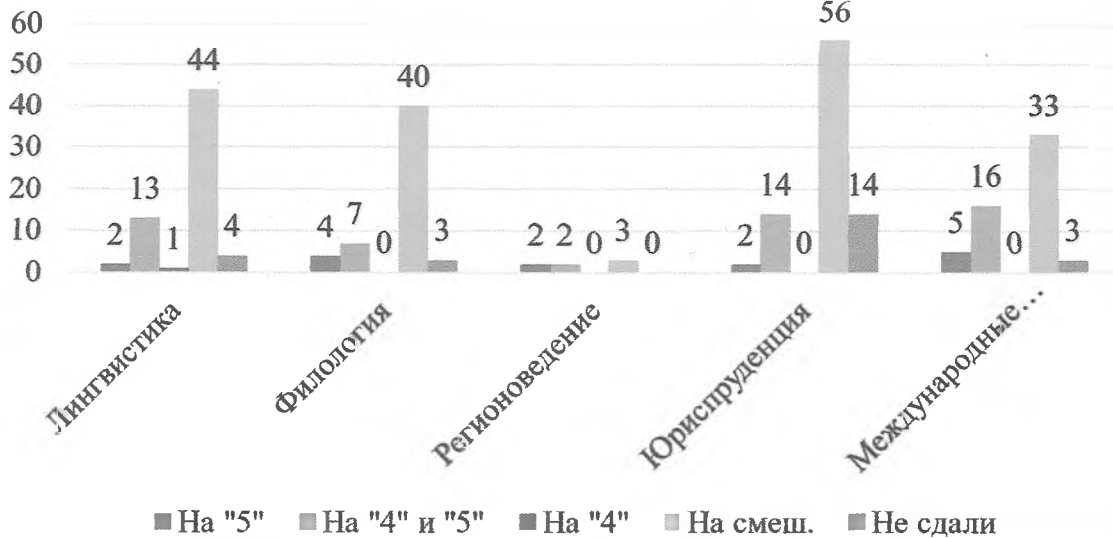 60
50
40
30
20
10
0
2 13 1 44 4
4 7 0 40 3
2 2 0 3 0
2 14 0 56 14
5 16 0 33 3
Лингвистика
Филология
Регионоведение
Юриспруденция
Международные...
На "5" На "4" и "5" На "4" На смеш. Не сдали